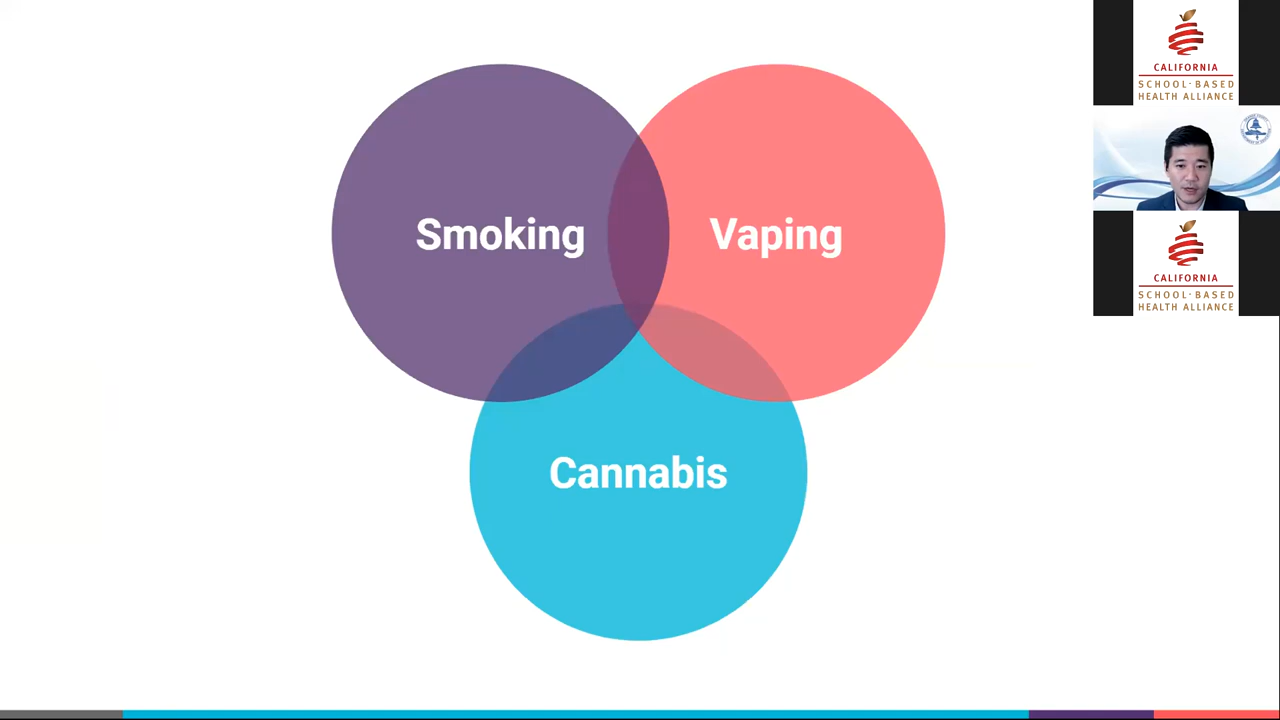 Smoking
Vaping
Cannabis
CALIFORNIA
SCHOOL-BASED
HEALTH ALLIANCE
CALIFORNIA
SCHOOL-BASED
HEALTH ALLIANCE